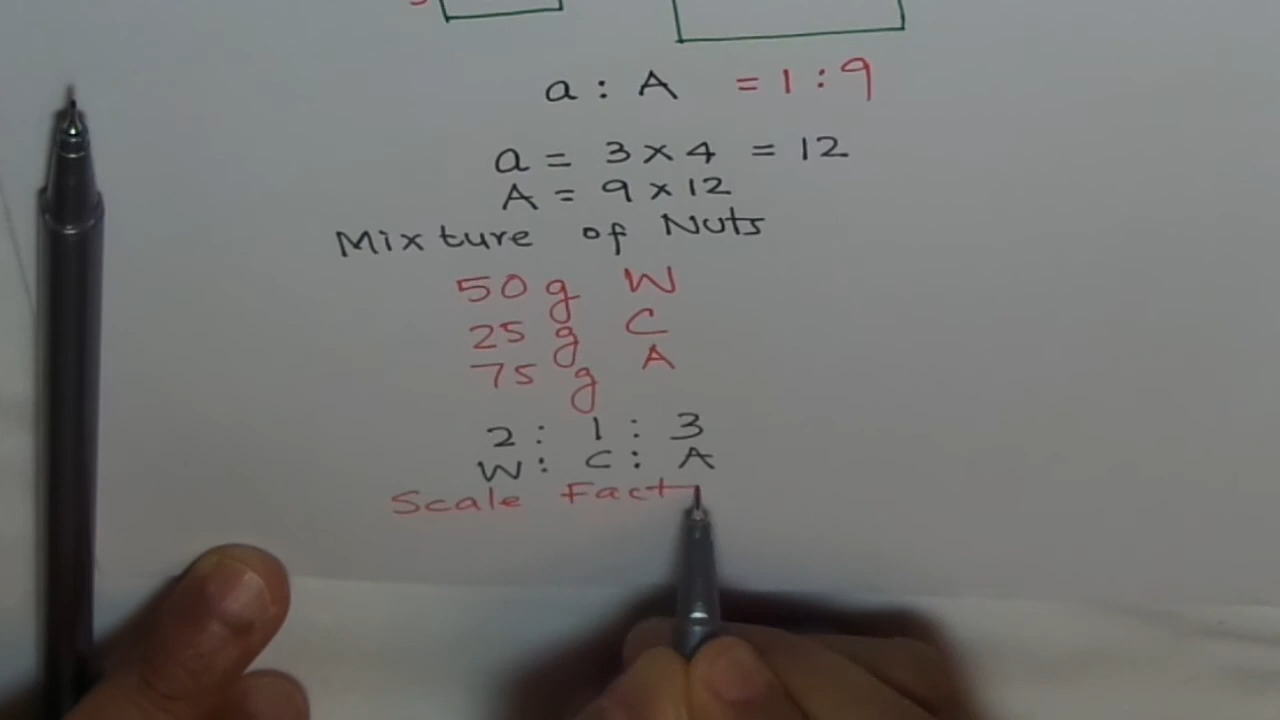 a : A = 1 : 9
a = 3 x 4 = 12
A = 9 x 12
Mixture of Nuts
50 g W
25 g C
75 g A
2 : 1 : 3
W : C : A
Scale Fact